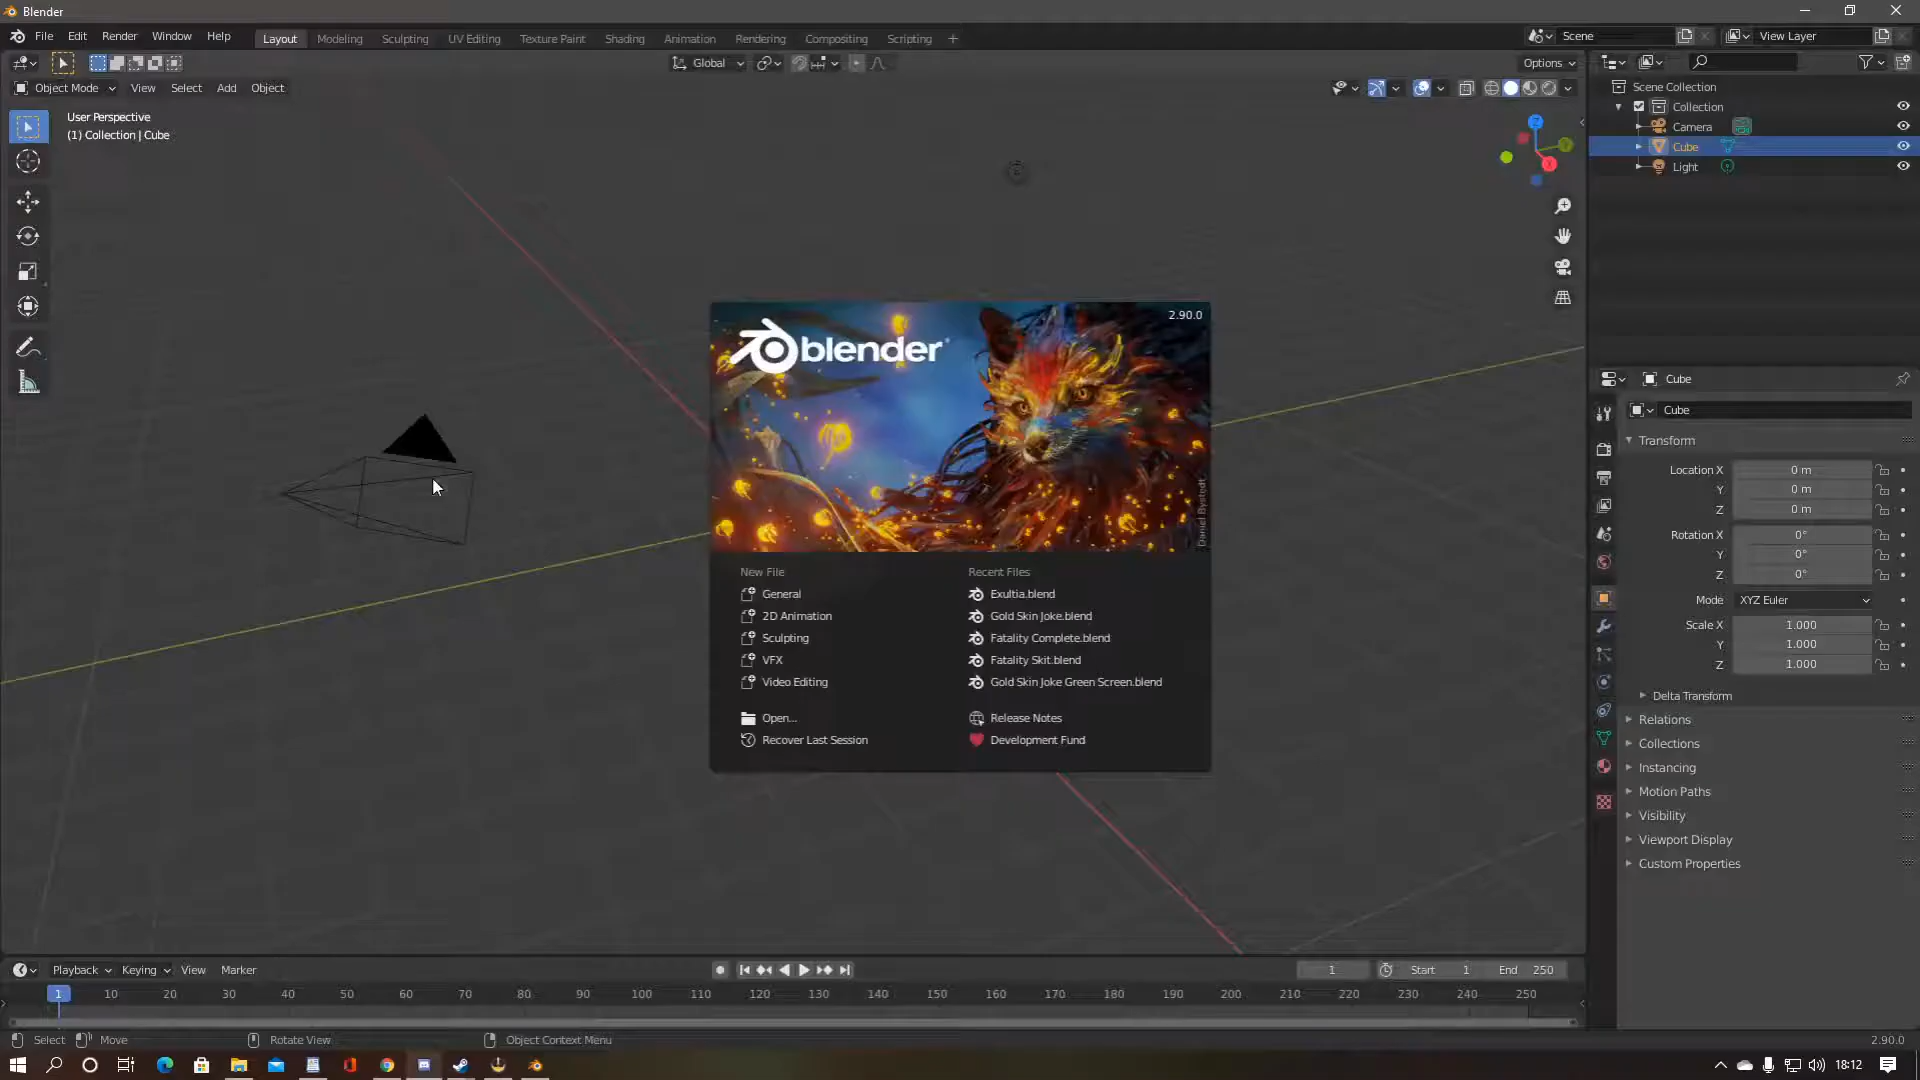 Blender
File Edit Render Window Help
Layout Modeling Sculpting UV Editing Texture Paint Shading Animation Rendering Compositing Scripting +
Scene View Layer
Global Options
Object Mode View Select Add Object
User Perspective
(1) Collection | Cube
Z
X
Scene Collection
Collection
Camera
Cube
Light
2.90.0
blender
Daniel Bystedt
New File
General
2D Animation
Sculpting
VFX
Video Editing
Open...
Recover Last Session
Recent Files
Exultia.blend
Gold Skin Joke.blend
Fatality Complete.blend
Fatality Skit.blend
Gold Skin Joke Green Screen.blend
Release Notes
Development Fund
Cube
Cube
Transform
Location X 0 m
Y 0 m
Z 0 m
Rotation X 0°
Y 0°
Z 0°
Mode XYZ Euler
Scale X 1.000
Y 1.000
Z 1.000
Delta Transform
Relations
Collections
Instancing
Motion Paths
Visibility
Viewport Display
Custom Properties
Playback Keying View Marker
1 Start 1 End 250
1 10 20 30 40 50 60 70 80 90 100 110 120 130 140 150 160 170 180 190 200 210 220 230 240 250
Select Move Rotate View Object Context Menu 2.90.0
18:12